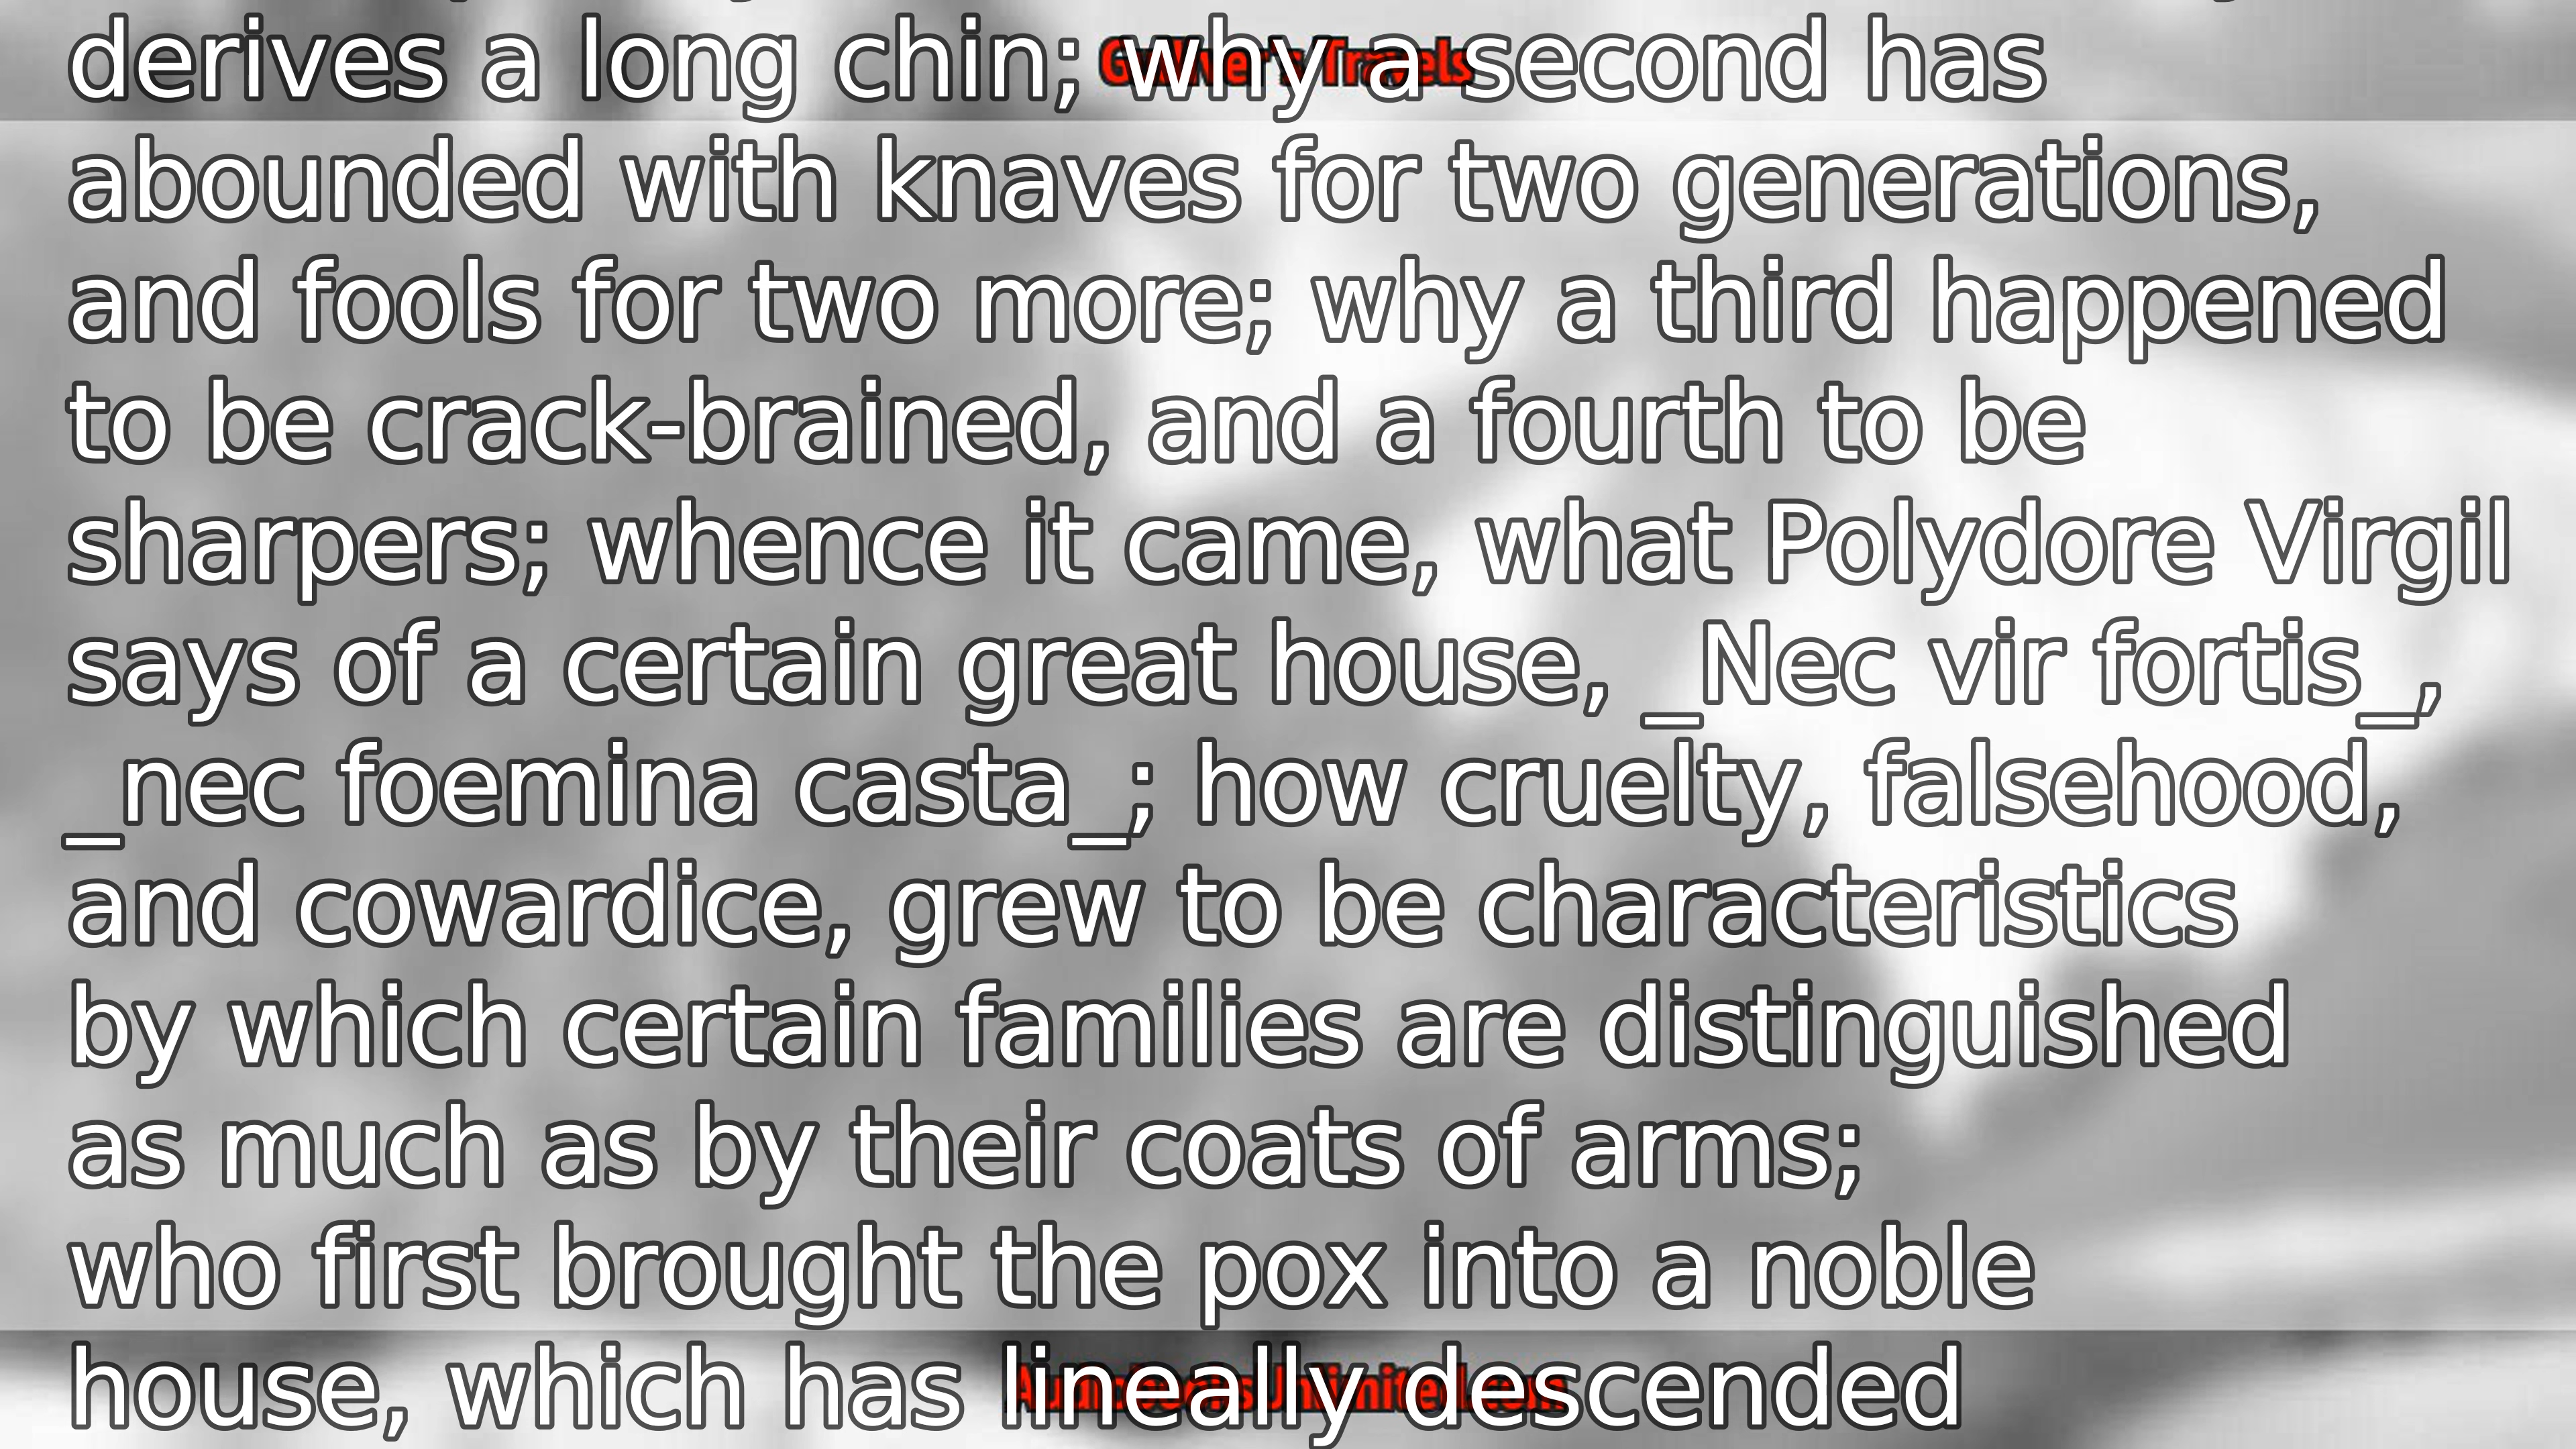 derives a long chin; why a second has
Gulliver's Travels
abounded with knaves for two generations,
and fools for two more; why a third happened
to be crack-brained, and a fourth to be
sharpers; whence it came, what Polydore Virgil
says of a certain great house, _Nec vir fortis_,
_nec foemina casta_; how cruelty, falsehood,
and cowardice, grew to be characteristics
by which certain families are distinguished
as much as by their coats of arms;
who first brought the pox into a noble
house, which has lineally descended
AudioBooksUnlimited.com